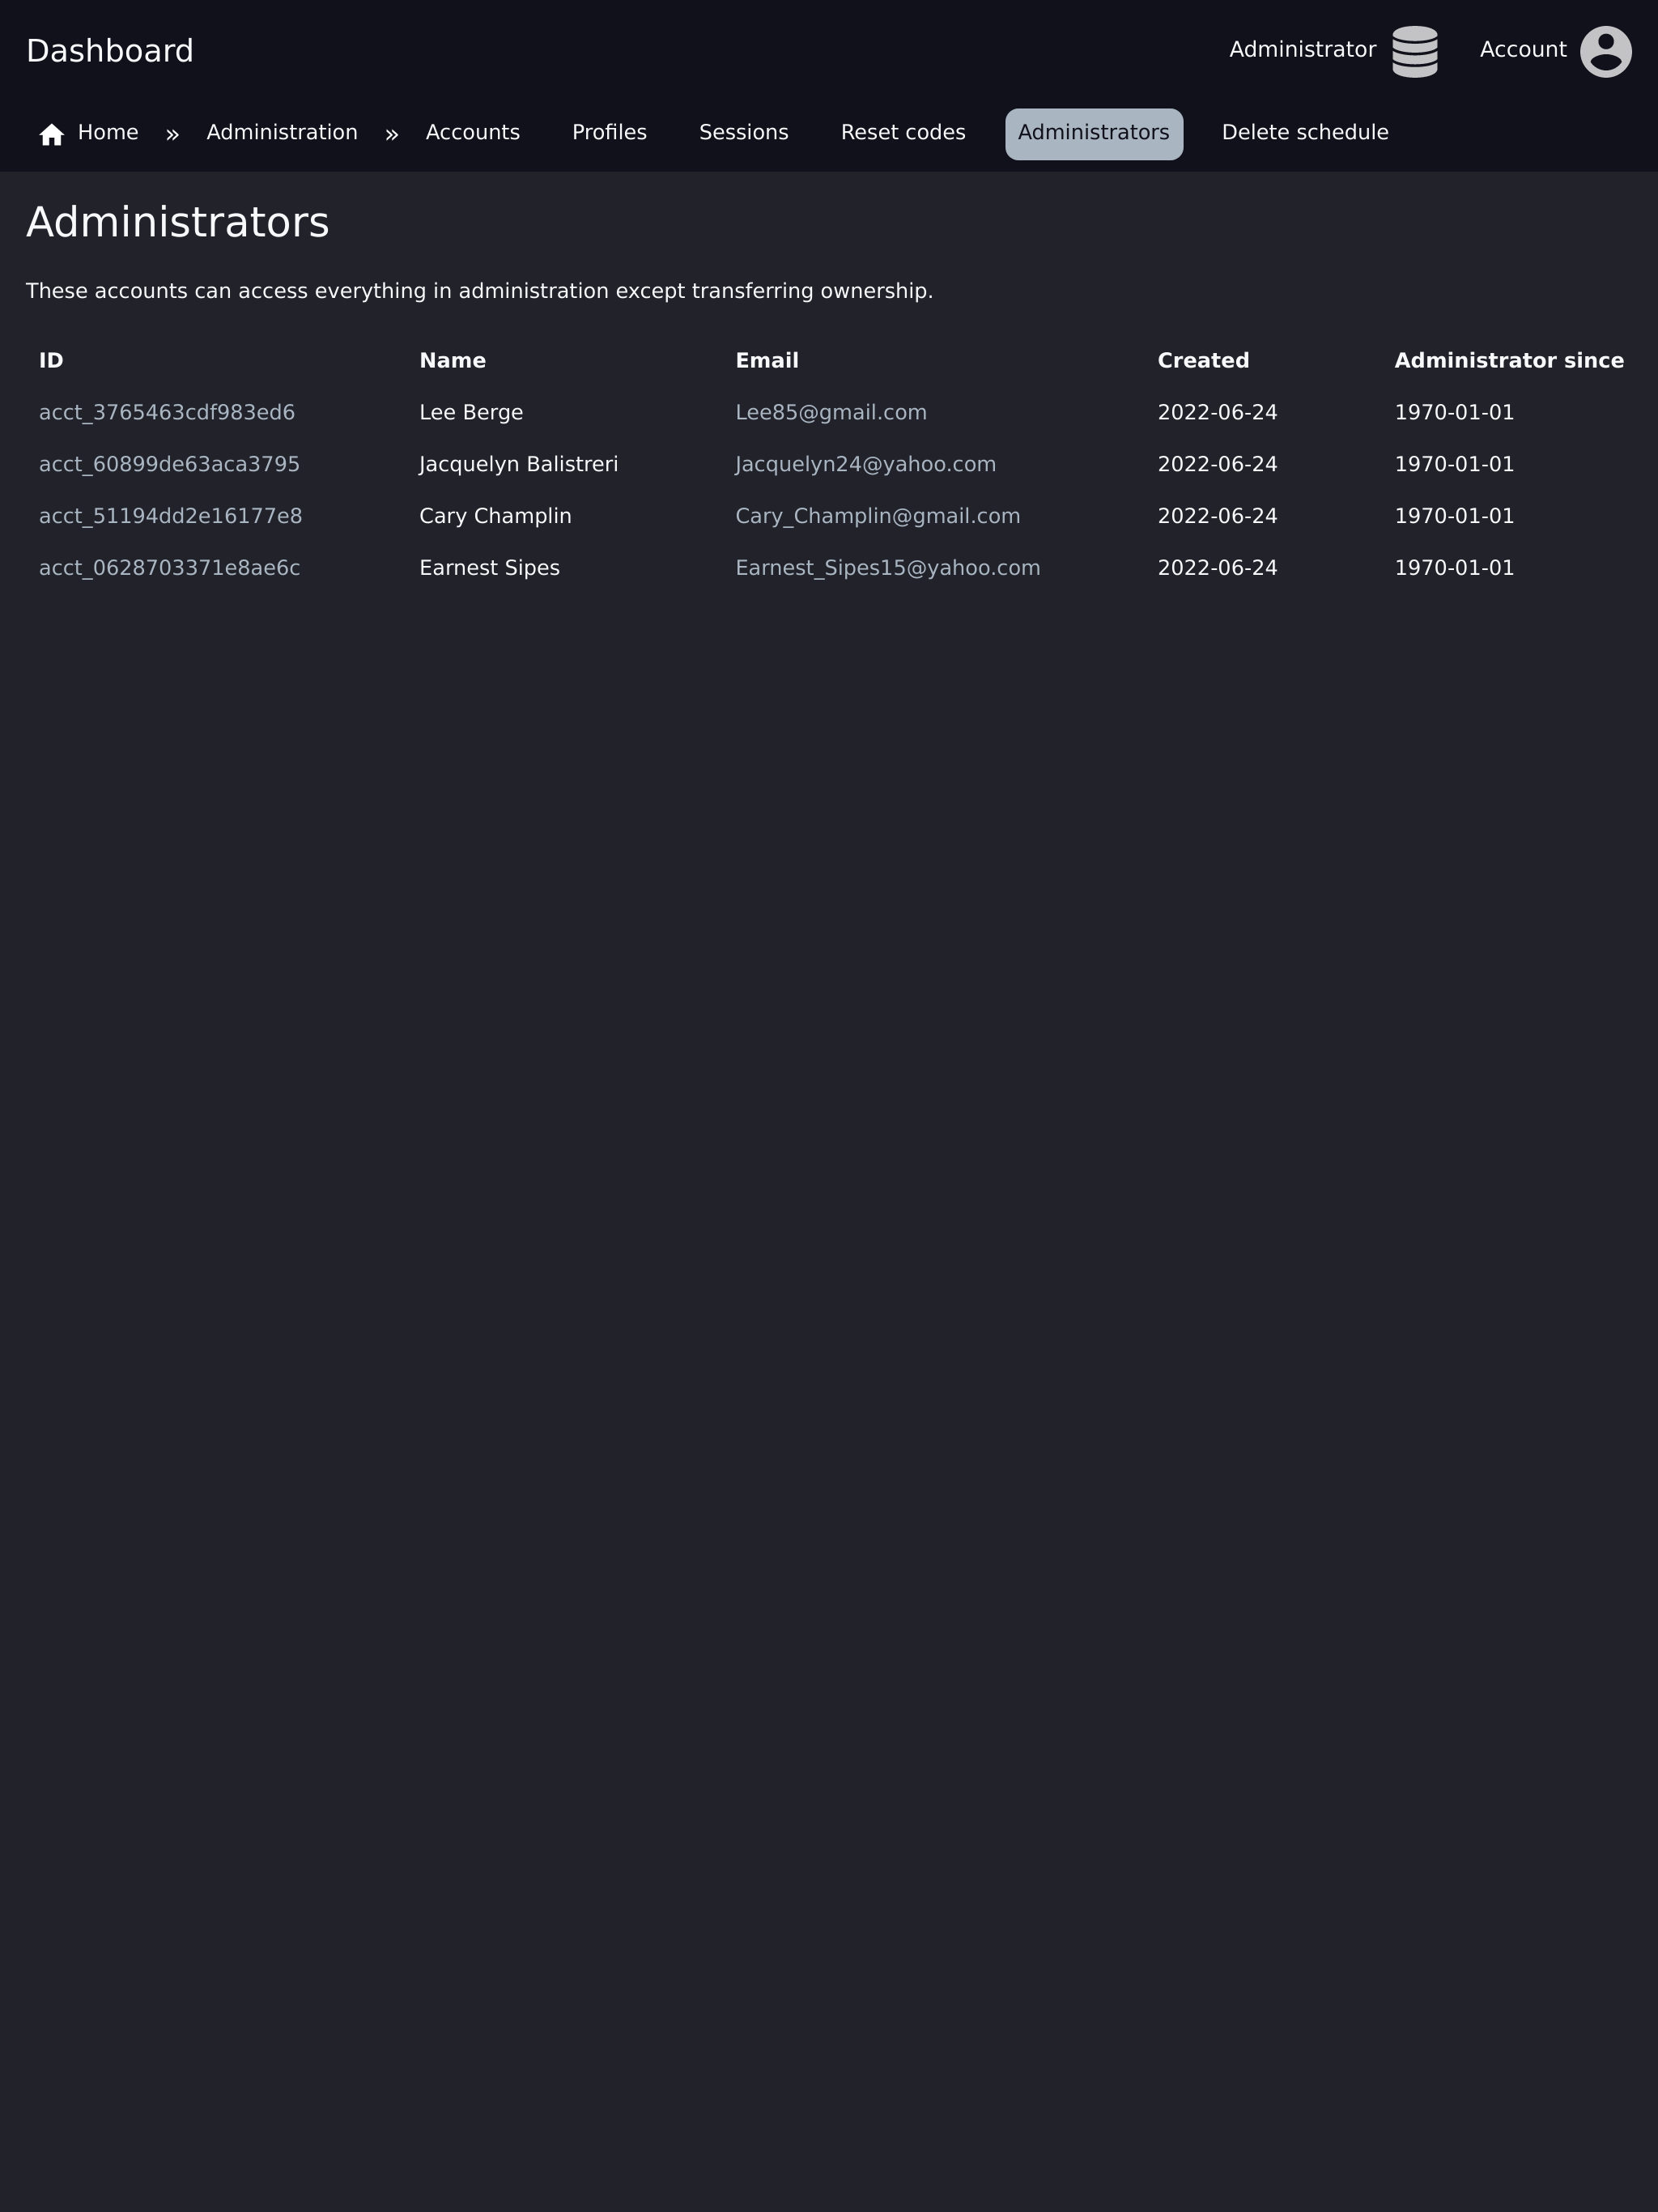 Dashboard Administrator Account
Home » Administration » Accounts Profiles Sessions Reset codes Administrators Delete schedule
Administrators
These accounts can access everything in administration except transferring ownership.
ID Name Email Created Administrator since
acct_3765463cdf983ed6 Lee Berge Lee85@gmail.com 2022-06-24 1970-01-01
acct_60899de63aca3795 Jacquelyn Balistreri Jacquelyn24@yahoo.com 2022-06-24 1970-01-01
acct_51194dd2e16177e8 Cary Champlin Cary_Champlin@gmail.com 2022-06-24 1970-01-01
acct_0628703371e8ae6c Earnest Sipes Earnest_Sipes15@yahoo.com 2022-06-24 1970-01-01